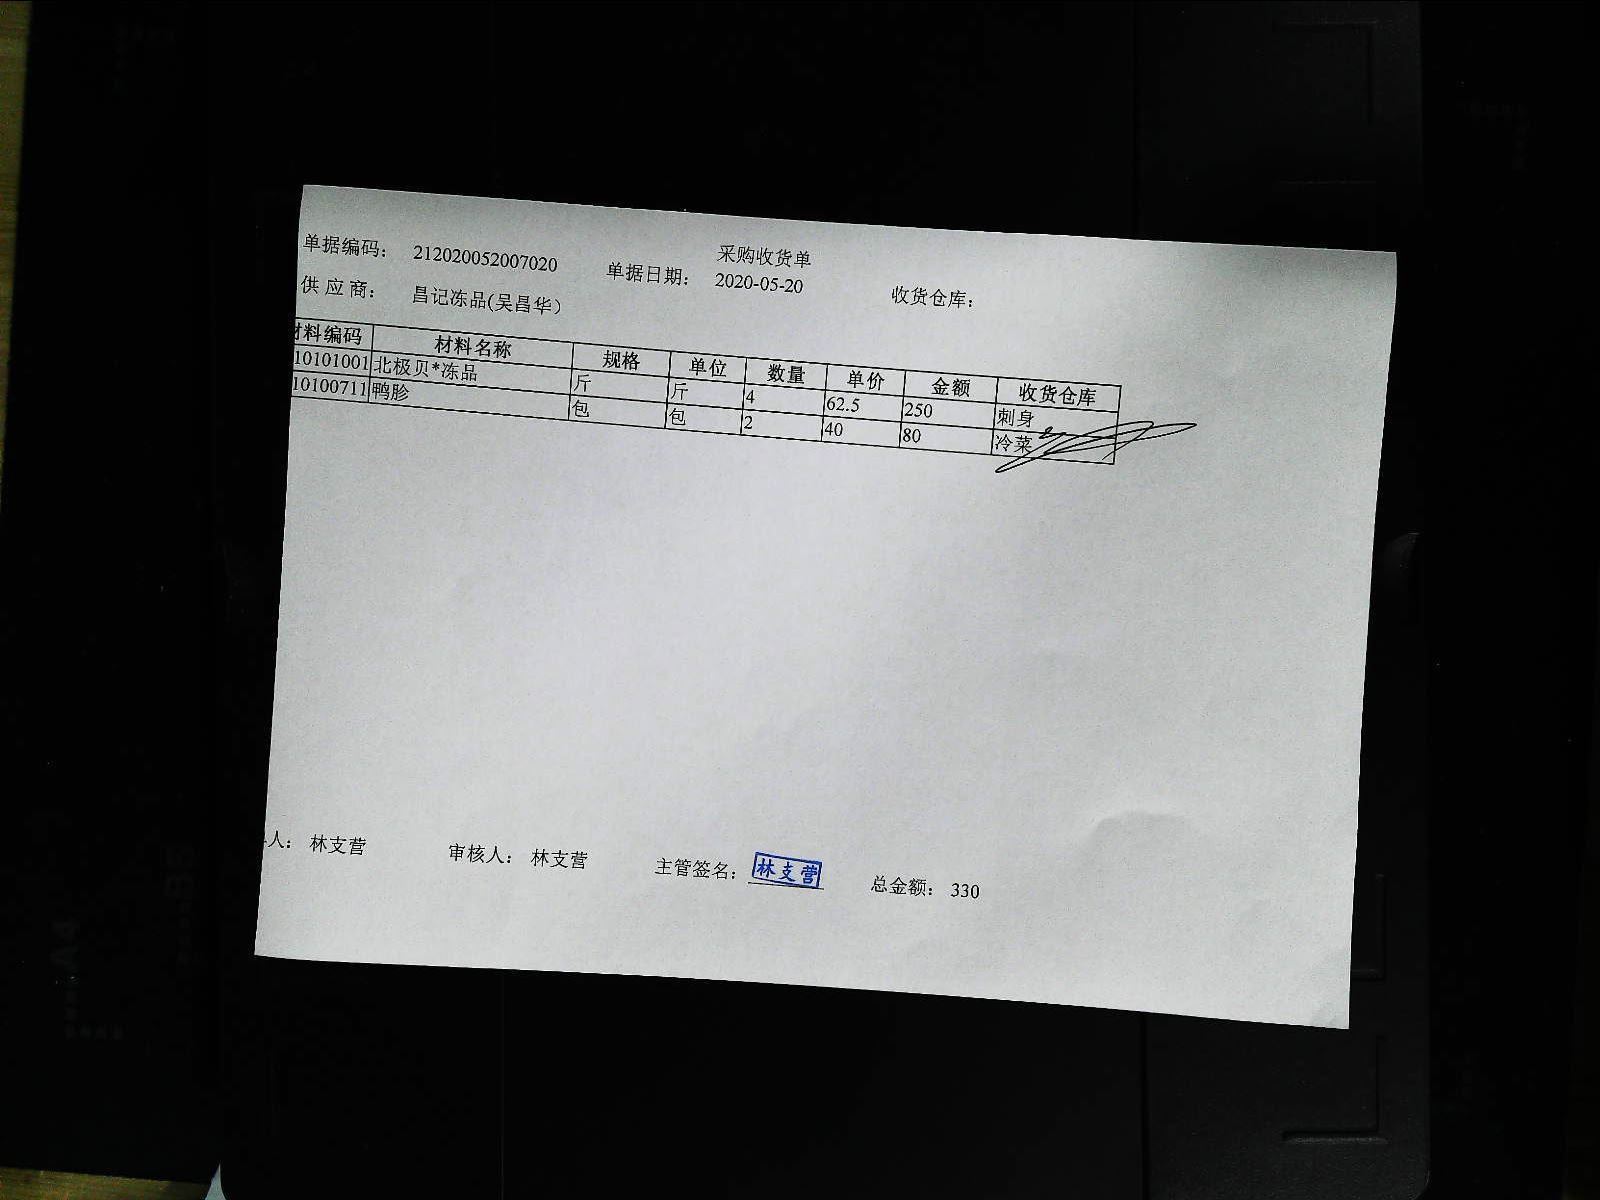 采购收货单
单据编码: 212020052007020 单据日期: 2020-05-20 收货仓库:
供 应 商: 昌记冻品(吴昌华)
材料编码 材料名称 规格 单位 数量 单价 金额 收货仓库
10101001 北极贝*冻品 斤 斤 4 62.5 250 刺身
10100711 鸭胗 包 包 2 40 80 冷菜
人: 林支营 审核人: 林支营 主管签名: 林支营 总金额: 330